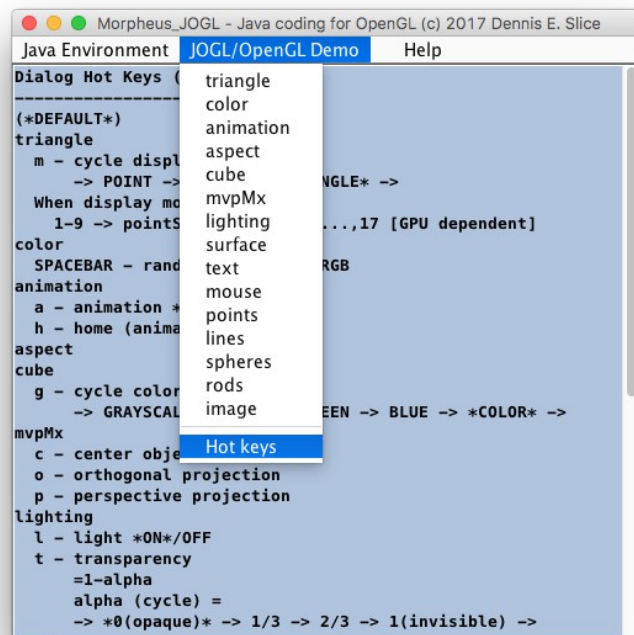 Morpheus_JOGL - Java coding for OpenGL (c) 2017 Dennis E. Slice
Java Environment JOGL/OpenGL Demo Help
triangle
color
animation
aspect
cube
mvpMx
lighting
surface
text
mouse
points
lines
spheres
rods
image
Hot keys
Dialog Hot Keys (
--------------------
(*DEFAULT*)
triangle
m – cycle displ
-> POINT -> NGLE* ->
When display mo
1-9 -> pointS ...,17 [GPU dependent]
color
SPACEBAR – rand RGB
animation
a – animation *
h – home (anima
aspect
cube
g – cycle color
-> GRAYSCAL EEN -> BLUE -> *COLOR* ->
mvpMx
c – center obje
o – orthogonal projection
p – perspective projection
lighting
l – light *ON*/OFF
t – transparency
=1-alpha
alpha (cycle) =
-> *0(opaque)* -> 1/3 -> 2/3 -> 1(invisible) ->